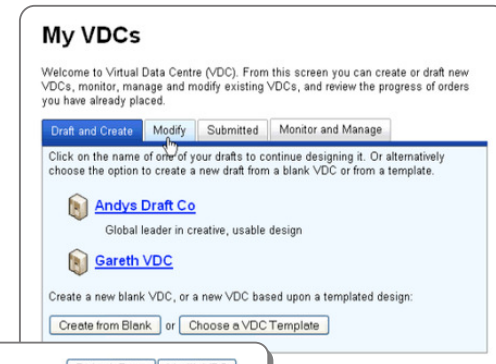 My VDCs
Welcome to Virtual Data Centre (VDC). From this screen you can create or draft new
VDCs, monitor, manage and modify existing VDCs, and review the progress of orders
you have already placed.
Draft and Create Modify Submitted Monitor and Manage
Click on the name of one of your drafts to continue designing it. Or alternatively
choose the option to create a new draft from a blank VDC or from a template.
Andys Draft Co
Global leader in creative, usable design
Gareth VDC
Create a new blank VDC, or a new VDC based upon a templated design:
Create from Blank or Choose a VDC Template